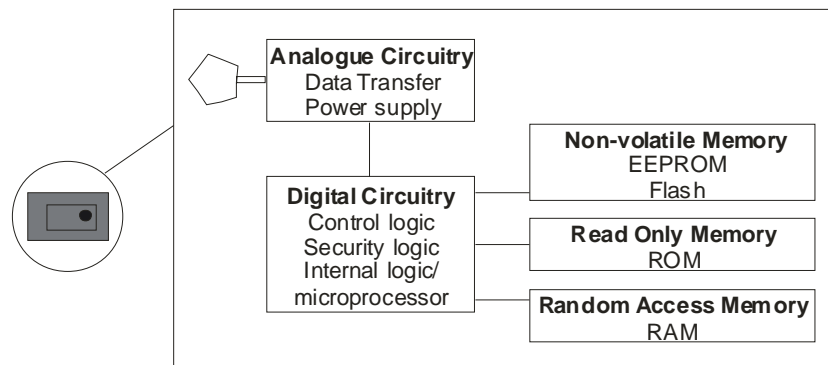 Analogue Circuitry
Data Transfer
Power supply
Non-volatile Memory
EEPROM
Flash
Digital Circuitry
Control logic
Security logic
Internal logic/
microprocessor
Read Only Memory
ROM
Random Access Memory
RAM